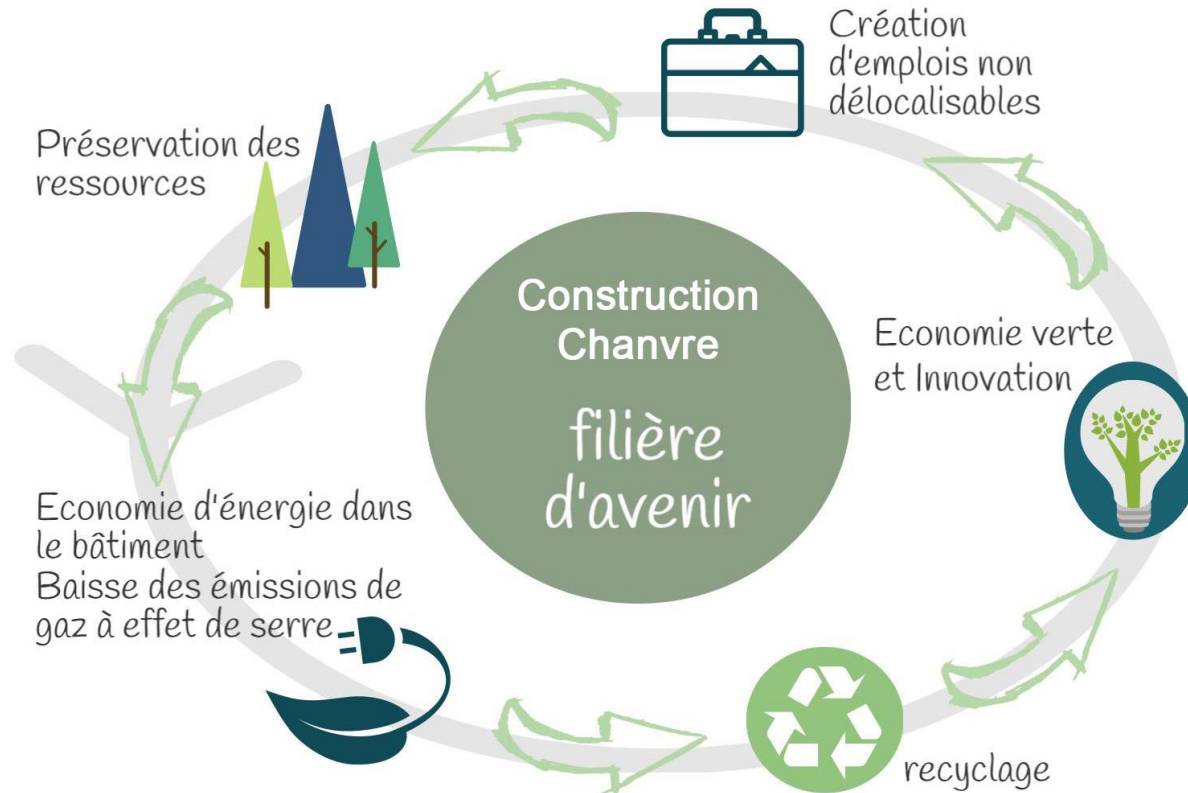 Création
d'emplois non
délocalisables
Préservation des
ressources
Construction
Chanvre
filière
d'avenir
Economie verte
et Innovation
Economie d'énergie dans
le bâtiment
Baisse des émissions de
gaz à effet de serre
recyclage